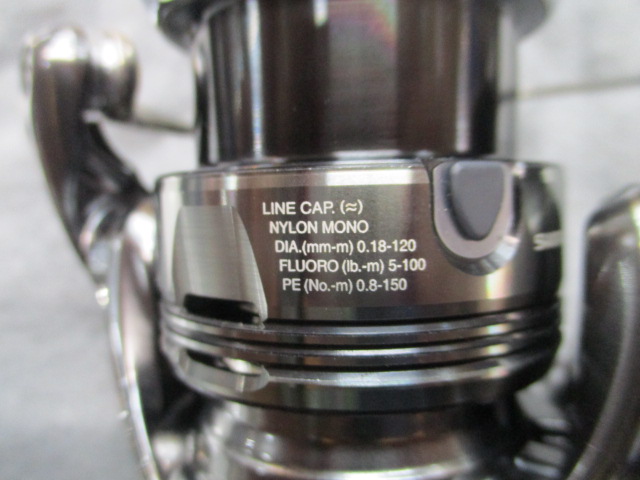 LINE CAP. (≈)
NYLON MONO
DIA.(mm-m) 0.18-120
FLUORO (lb.-m) 5-100
PE (No.-m) 0.8-150